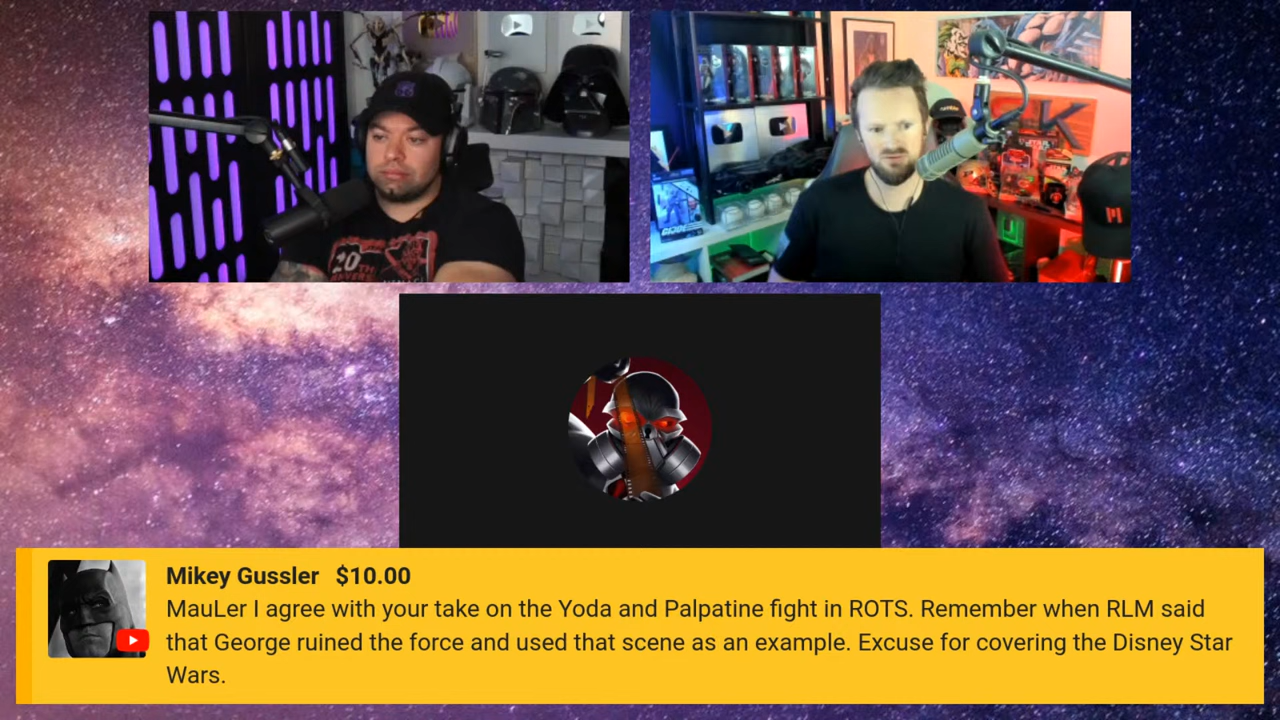 20TH
K
Mikey Gussler $10.00
MauLer I agree with your take on the Yoda and Palpatine fight in ROTS. Remember when RLM said
that George ruined the force and used that scene as an example. Excuse for covering the Disney Star
Wars.